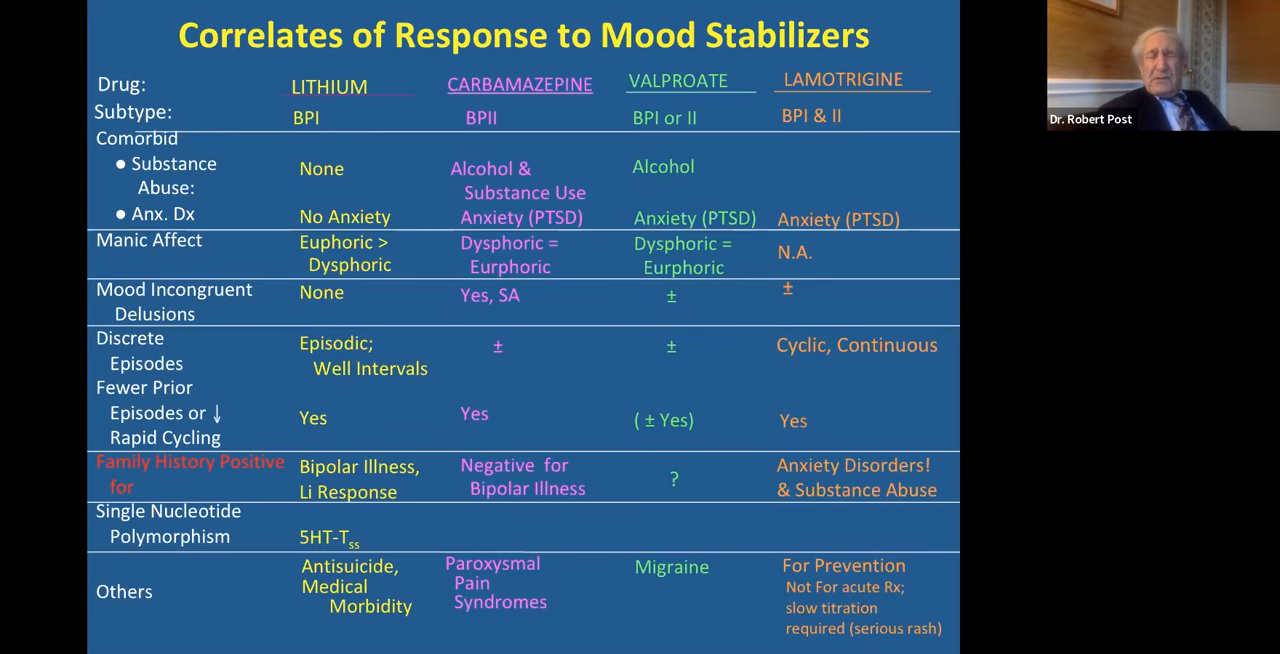 Correlates of Response to Mood Stabilizers
Drug: LITHIUM CARBAMAZEPINE VALPROATE LAMOTRIGINE
Subtype: BPI BPII BPI or II BPI & II
Comorbid
● Substance None Alcohol & Alcohol
Abuse: Substance Use
● Anx. Dx No Anxiety Anxiety (PTSD) Anxiety (PTSD) Anxiety (PTSD)
Manic Affect Euphoric > Dysphoric = Dysphoric = N.A.
Dysphoric Eurphoric Eurphoric
Mood Incongruent None Yes, SA ± ±
Delusions
Discrete Episodic; ± ± Cyclic, Continuous
Episodes Well Intervals
Fewer Prior
Episodes or ↓ Yes Yes ( ± Yes) Yes
Rapid Cycling
Family History Positive Bipolar Illness, Negative for ? Anxiety Disorders!
for Li Response Bipolar Illness & Substance Abuse
Single Nucleotide
Polymorphism 5HT-Tss
Others Antisuicide, Paroxysmal Migraine For Prevention
Medical Pain Not For acute Rx;
Morbidity Syndromes slow titration
required (serious rash)
Dr. Robert Post